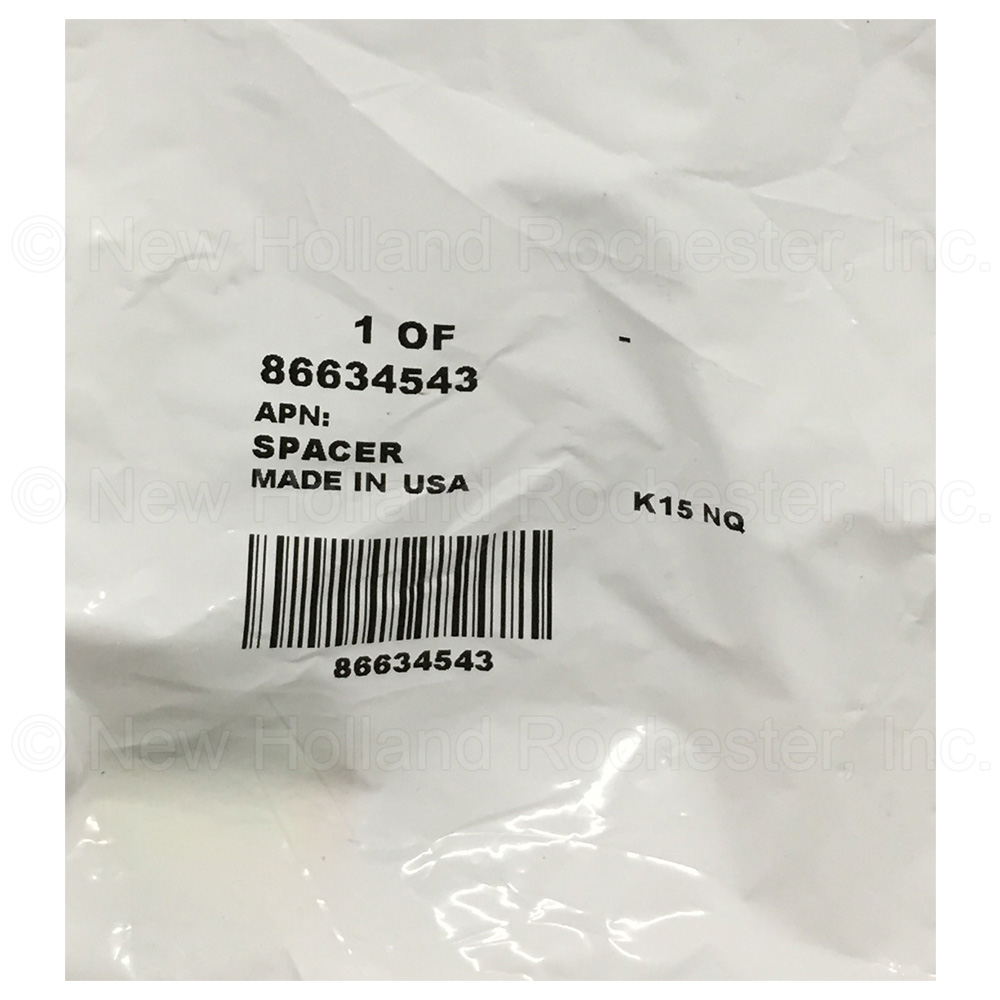 © New Holland Rochester, Inc.
1 OF -
86634543
APN:
SPACER
MADE IN USA
© New Holland Rochester, Inc.
K15 NQ
86634543
© New Holland Rochester, Inc.